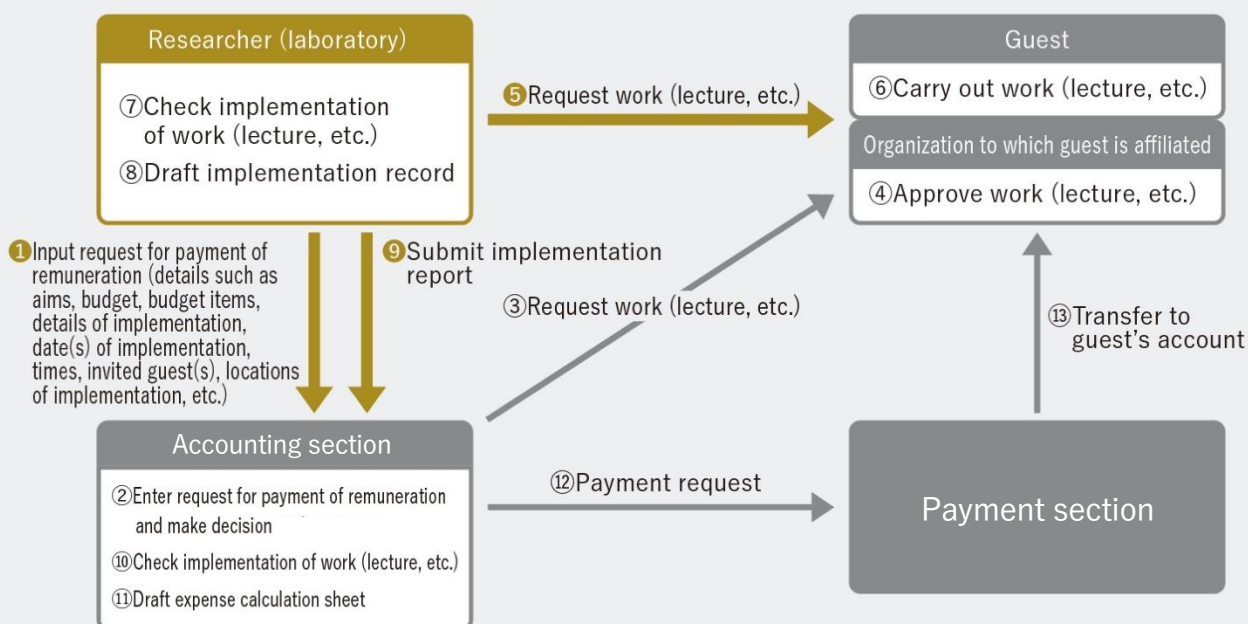 Researcher (laboratory)
⑦Check implementation
of work (lecture, etc.)
⑧Draft implementation record
❺Request work (lecture, etc.)
Guest
⑥Carry out work (lecture, etc.)
Organization to which guest is affiliated
④Approve work (lecture, etc.)
❶Input request for payment of
remuneration (details such as
aims, budget, budget items,
details of implementation,
date(s) of implementation,
times, invited guest(s), locations
of implementation, etc.)
❾Submit implementation
report
③Request work (lecture, etc.)
⑬Transfer to
guest's account
Accounting section
②Enter request for payment of remuneration
and make decision
⑩Check implementation of work (lecture, etc.)
⑪Draft expense calculation sheet
⑫Payment request
Payment section